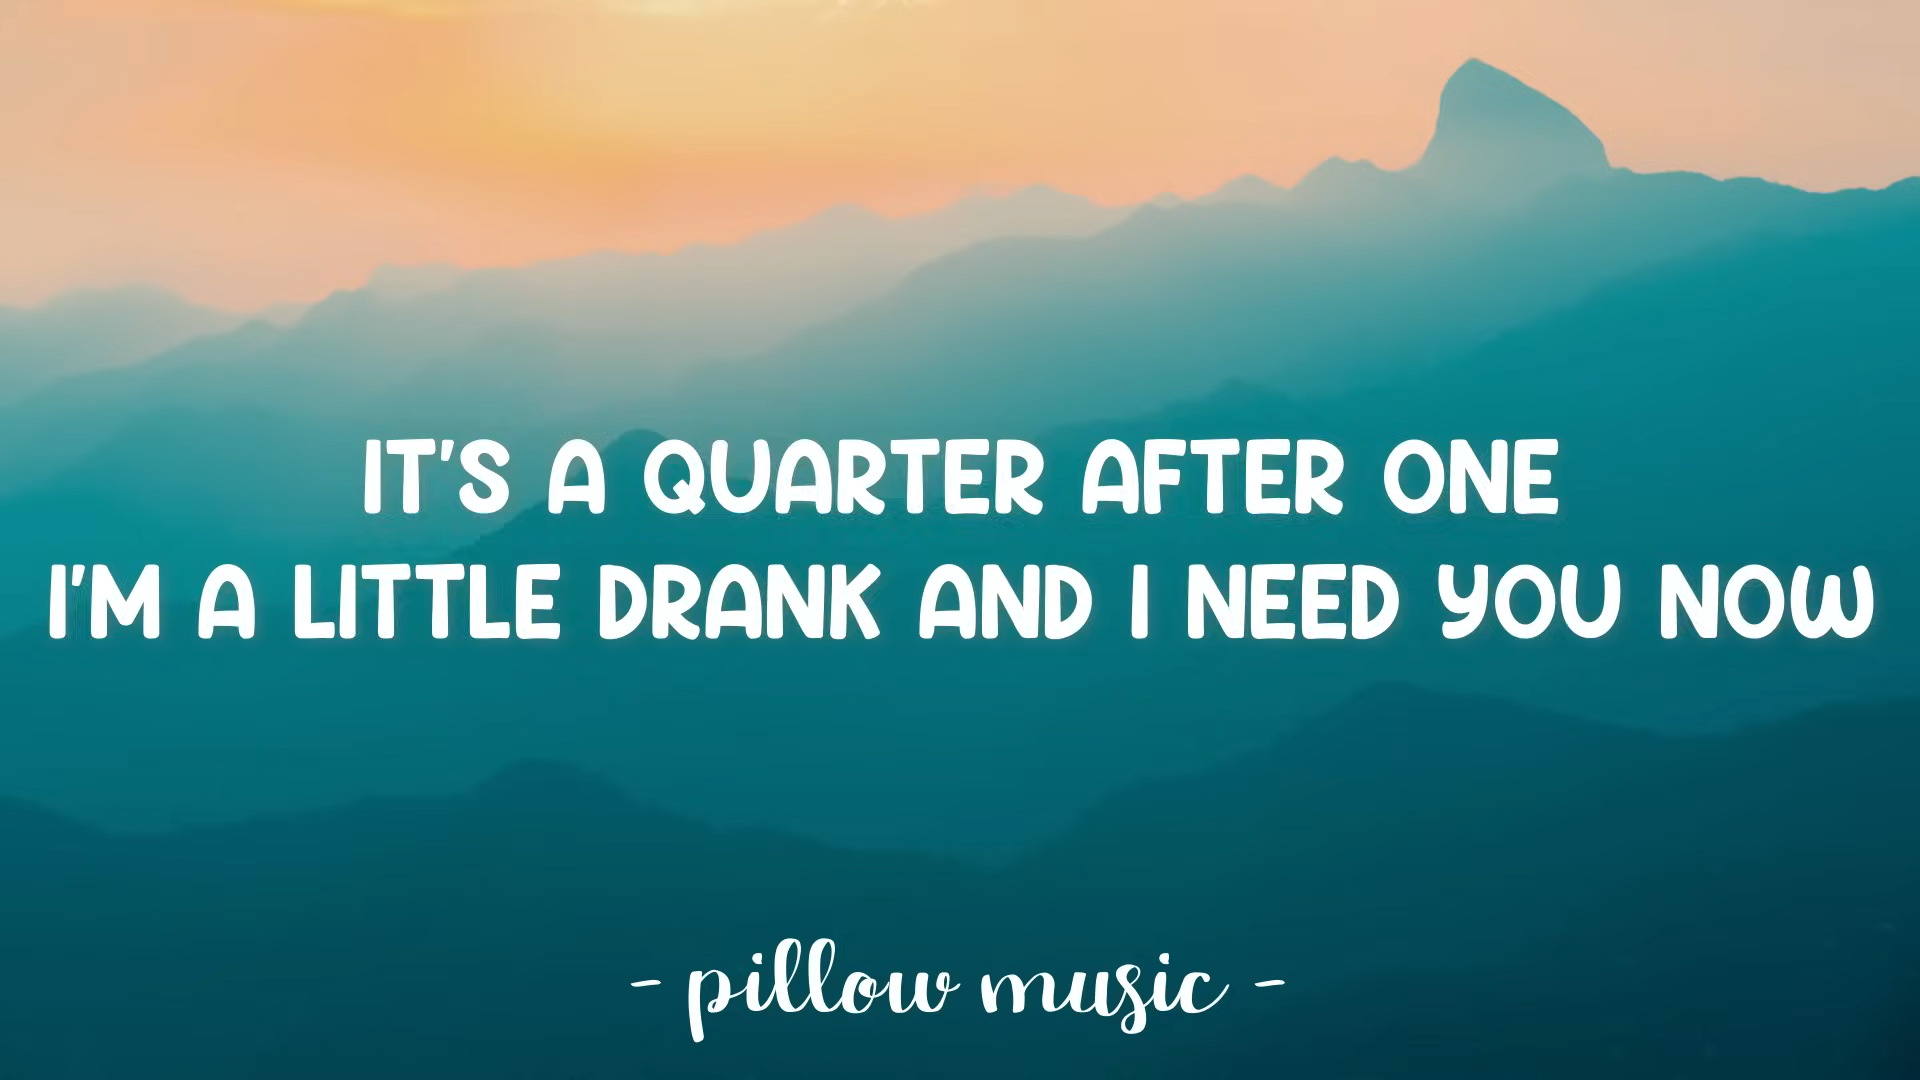 IT'S A QUARTER AFTER ONE
I'M A LITTLE DRANK AND I NEED YOU NOW
- pillow music -